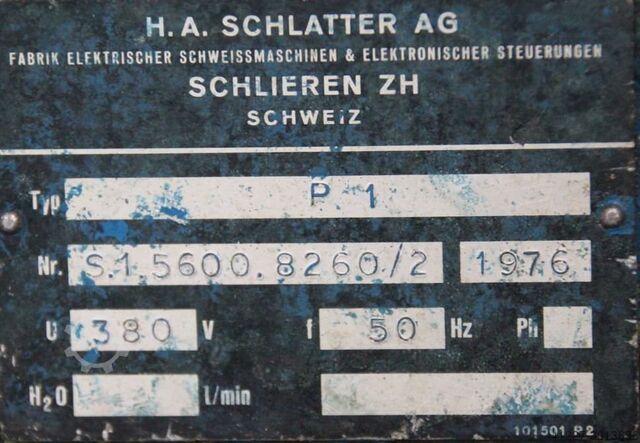 H.A. SCHLATTER AG
FABRIK ELEKTRISCHER SCHWEISSMASCHINEN & ELEKTRONISCHER STEUERUNGEN
SCHLIEREN ZH
SCHWEIZ
Typ P 1
Nr. S1.5600.8260/2 1976
U 380 V f 50 Hz Ph
H₂O l/min
101501 P2